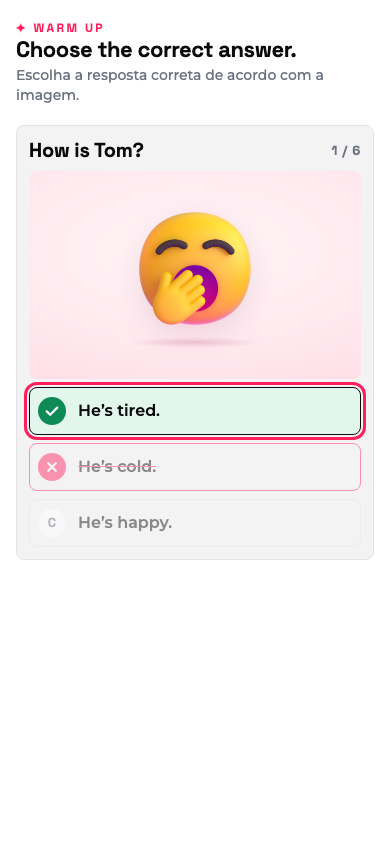 ✦ WARM UP
Choose the correct answer.
Escolha a resposta correta de acordo com a
imagem.
How is Tom?
1 / 6
He's tired.
He's cold.
C
He's happy.